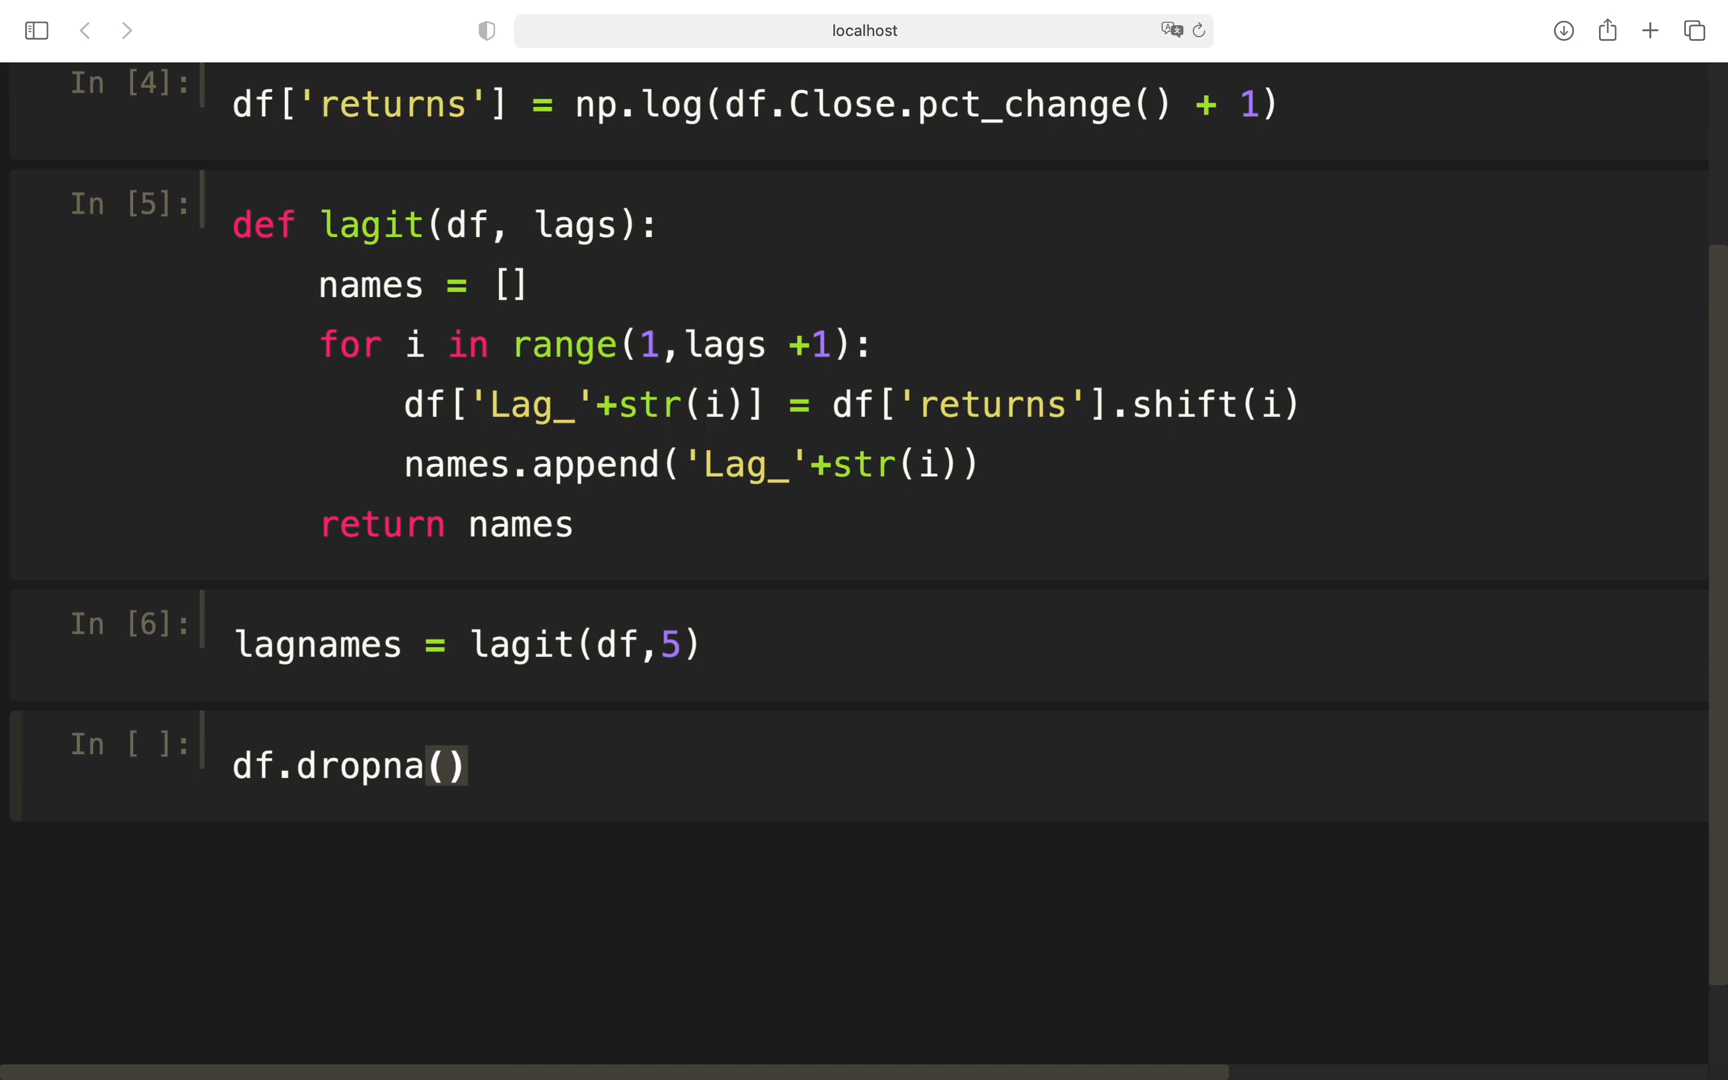 localhost
In [4]:
df['returns'] = np.log(df.Close.pct_change() + 1)
In [5]:
def lagit(df, lags):
    names = []
    for i in range(1,lags +1):
        df['Lag_'+str(i)] = df['returns'].shift(i)
        names.append('Lag_'+str(i))
    return names
In [6]:
lagnames = lagit(df,5)
In [ ]:
df.dropna()